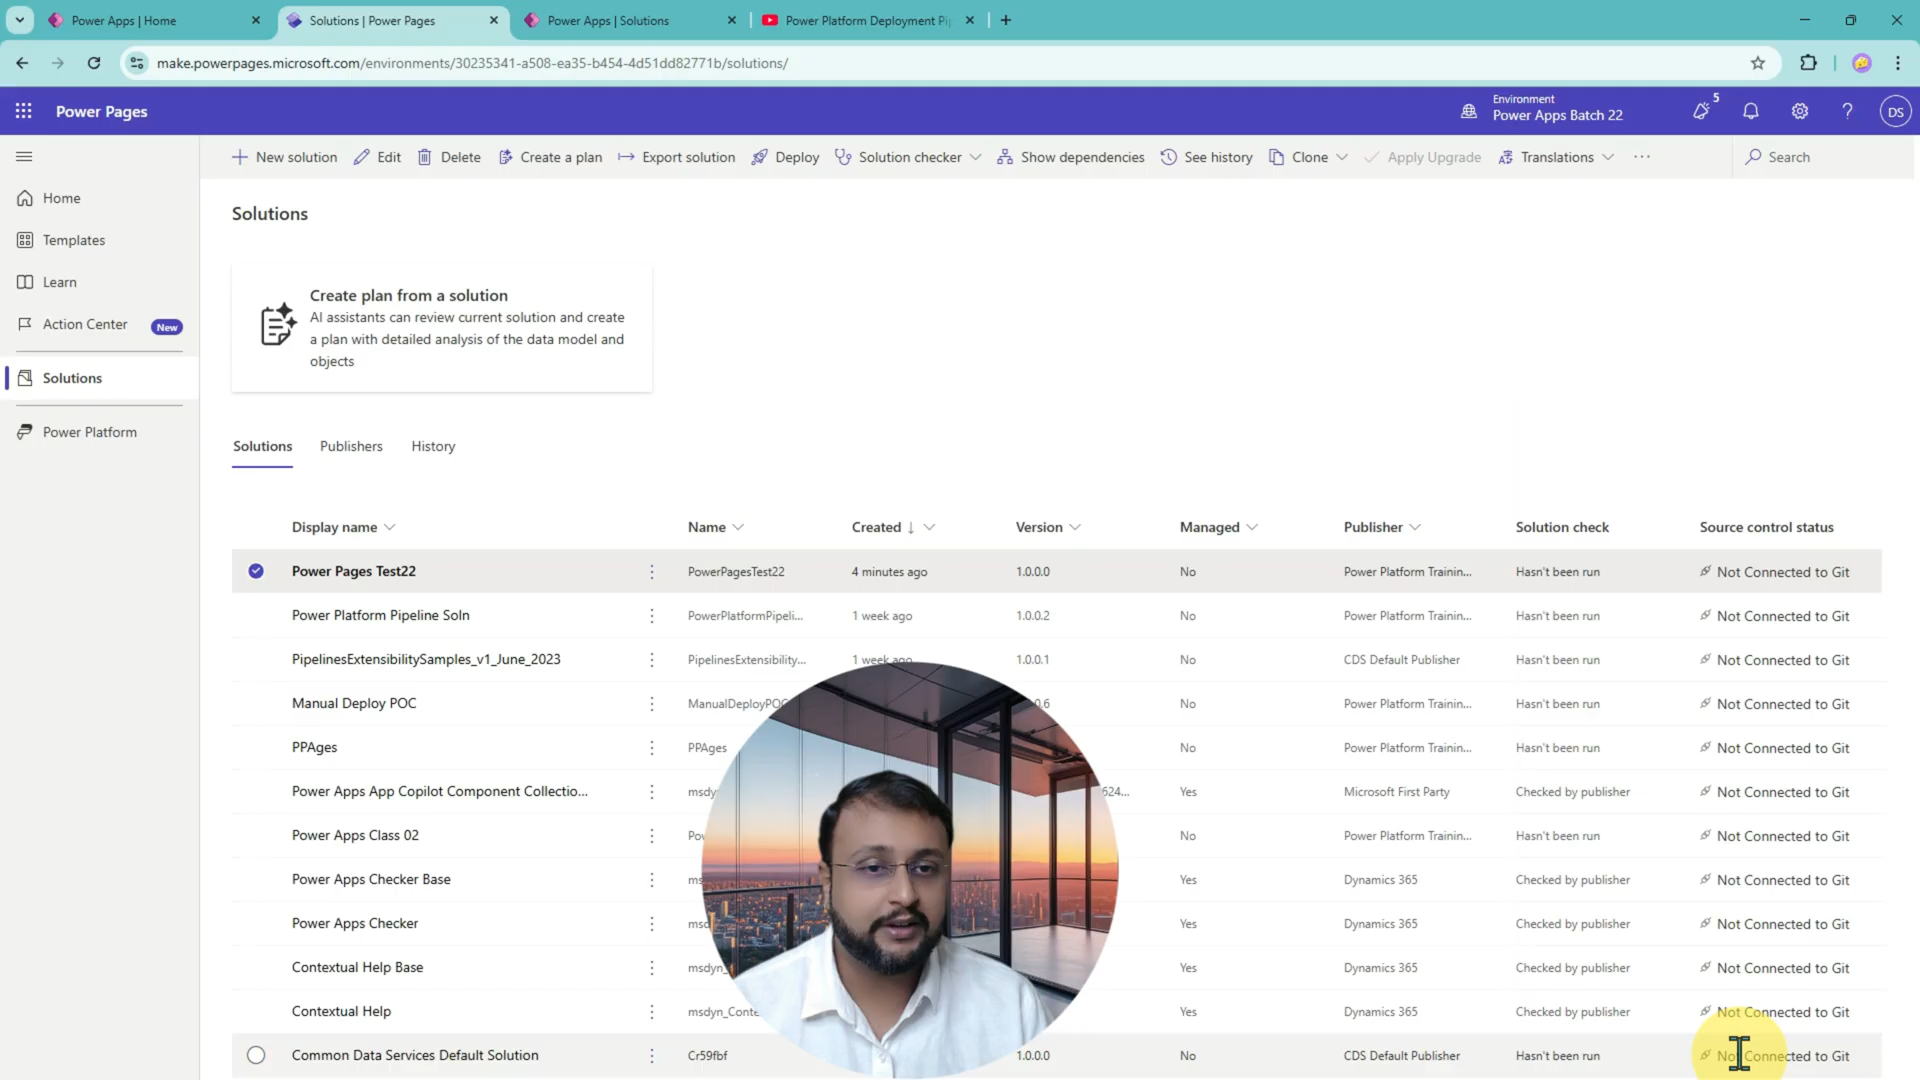 Power Apps | Home
Solutions | Power Pages
Power Apps | Solutions
Power Platform Deployment Pi
make.powerpages.microsoft.com/environments/30235341-a508-ea35-b454-4d51dd82771b/solutions/
Power Pages
Environment
Power Apps Batch 22
5
DS
New solution
Edit
Delete
Create a plan
Export solution
Deploy
Solution checker
Show dependencies
See history
Clone
Apply Upgrade
Translations
Search
Home
Templates
Learn
Action Center
New
Solutions
Power Platform
Solutions
Create plan from a solution
AI assistants can review current solution and create
a plan with detailed analysis of the data model and
objects
Solutions
Publishers
History
Display name Name Created Version Managed Publisher Solution check Source control status
Power Pages Test22 PowerPagesTest22 4 minutes ago 1.0.0.0 No Power Platform Trainin... Hasn't been run Not Connected to Git
Power Platform Pipeline Soln PowerPlatformPipeli... 1 week ago 1.0.0.2 No Power Platform Trainin... Hasn't been run Not Connected to Git
PipelinesExtensibilitySamples_v1_June_2023 PipelinesExtensibility... 1 week ago 1.0.0.1 No CDS Default Publisher Hasn't been run Not Connected to Git
Manual Deploy POC ManualDeployPOC 0.6 No Power Platform Trainin... Hasn't been run Not Connected to Git
PPAges PPAges No Power Platform Trainin... Hasn't been run Not Connected to Git
Power Apps App Copilot Component Collectio... msdy 624... Yes Microsoft First Party Checked by publisher Not Connected to Git
Power Apps Class 02 No Power Platform Trainin... Hasn't been run Not Connected to Git
Power Apps Checker Base Yes Dynamics 365 Checked by publisher Not Connected to Git
Power Apps Checker msd Yes Dynamics 365 Checked by publisher Not Connected to Git
Contextual Help Base msdyn_ Yes Dynamics 365 Checked by publisher Not Connected to Git
Contextual Help msdyn_Conte Yes Dynamics 365 Checked by publisher Not Connected to Git
Common Data Services Default Solution Cr59fbf 1.0.0.0 No CDS Default Publisher Hasn't been run Not Connected to Git